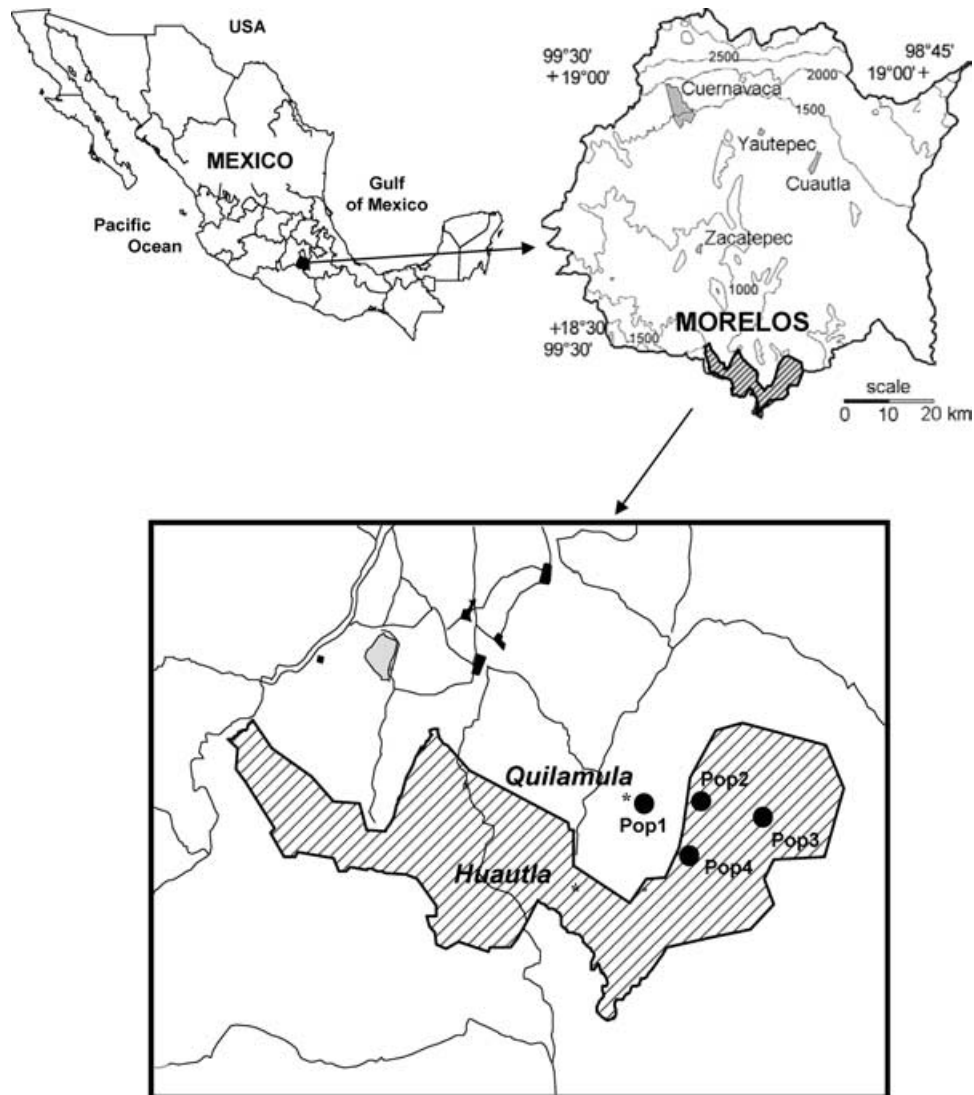 USA
MEXICO
Gulf
of Mexico
Pacific
Ocean
99°30'
+19°00'
98°45'
19°00'+
2500
2000
1500
Cuernavaca
Yautepec
Cuautla
Zacatepec
1000
MORELOS
+18°30'
99°30'
1500
scale
0 10 20 km
Quilamula
*
Pop1
Pop2
Pop3
Pop4
Huautla
*
*
*